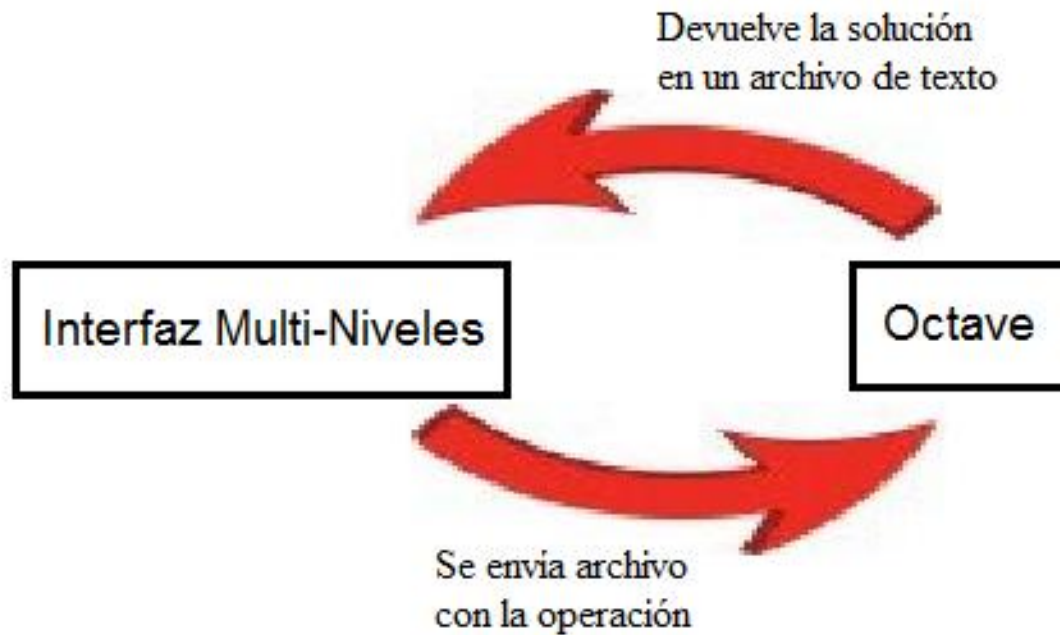 Devuelve la solución
en un archivo de texto
Interfaz Multi-Niveles
Octave
Se envia archivo
con la operación